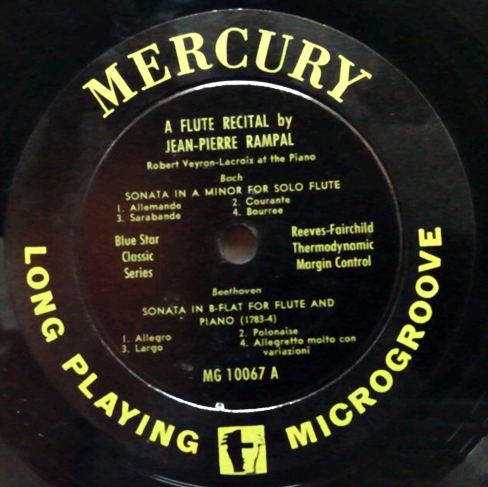 MERCURY
A FLUTE RECITAL by
JEAN-PIERRE RAMPAL
Robert Veyron-Lacroix at the Piano
Bach
SONATA IN A MINOR FOR SOLO FLUTE
1. Allemande 2. Courante
3. Sarabande 4. Bourree
Blue Star
Classic
Series
Reeves-Fairchild
Thermodynamic
Margin Control
Beethoven
SONATA IN B-FLAT FOR FLUTE AND
PIANO (1783-4)
1. Allegro 2. Polonaise
3. Largo 4. Allegretto molto con
variazioni
MG 10067 A
LONG PLAYING MICROGROOVE